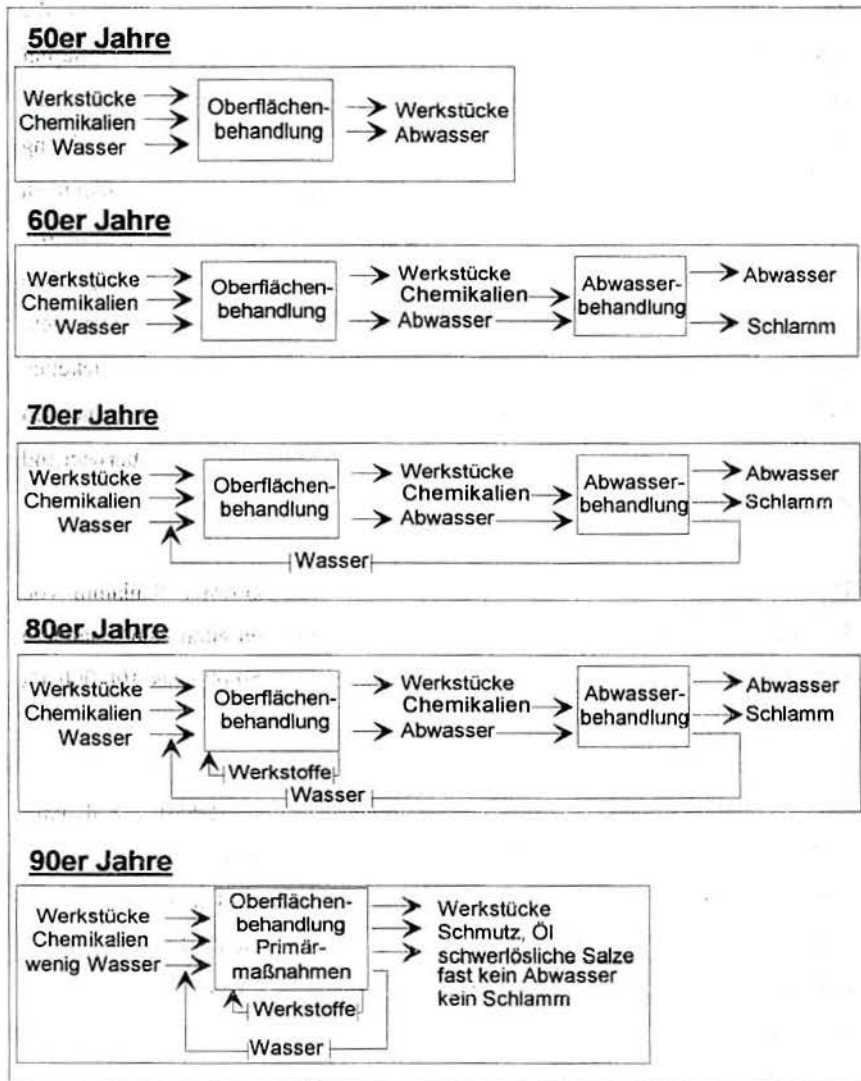 50er Jahre
Werkstücke
Chemikalien
Wasser
Oberflächen-
behandlung
Werkstücke
Abwasser
60er Jahre
Werkstücke
Chemikalien
Wasser
Oberflächen-
behandlung
Werkstücke
Chemikalien
Abwasser
Abwasser-
behandlung
Abwasser
Schlamm
70er Jahre
Werkstücke
Chemikalien
Wasser
Oberflächen-
behandlung
Werkstücke
Chemikalien
Abwasser
Abwasser-
behandlung
Abwasser
Schlamm
Wasser
80er Jahre
Werkstücke
Chemikalien
Wasser
Oberflächen-
behandlung
Werkstücke
Chemikalien
Abwasser
Abwasser-
behandlung
Abwasser
Schlamm
Werkstoffe
Wasser
90er Jahre
Werkstücke
Chemikalien
wenig Wasser
Oberflächen-
behandlung
Primär-
maßnahmen
Werkstücke
Schmutz, Öl
schwerlösliche Salze
fast kein Abwasser
kein Schlamm
Werkstoffe
Wasser